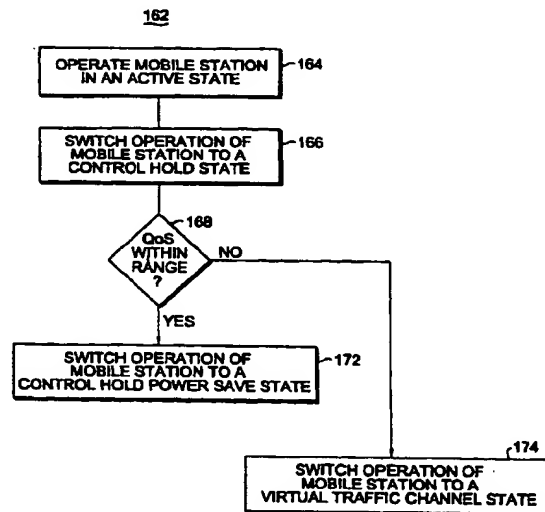 162
OPERATE MOBILE STATION
IN AN ACTIVE STATE
164
SWITCH OPERATION OF
MOBILE STATION TO A
CONTROL HOLD STATE
166
168
QoS
WITHIN
RANGE
?
NO
YES
SWITCH OPERATION OF
MOBILE STATION TO A
CONTROL HOLD POWER SAVE STATE
172
174
SWITCH OPERATION OF
MOBILE STATION TO A
VIRTUAL TRAFFIC CHANNEL STATE